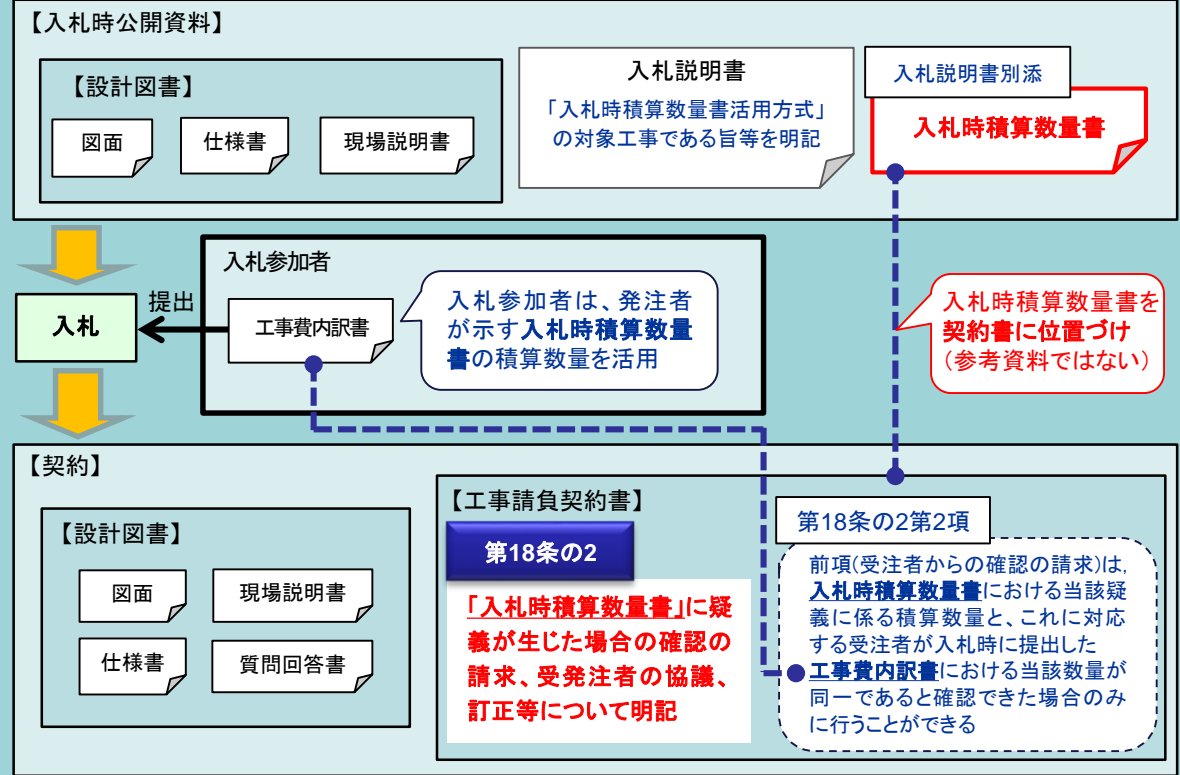 【入札時公開資料】
【設計図書】
図面
仕様書
現場説明書
入札説明書
「入札時積算数量書活用方式」
の対象工事である旨等を明記
入札説明書別添
入札時積算数量書
入札
提出
入札参加者
工事費内訳書
入札参加者は、発注者
が示す入札時積算数量
書の積算数量を活用
入札時積算数量書を
契約書に位置づけ
（参考資料ではない）
【契約】
【設計図書】
図面
現場説明書
仕様書
質問回答書
【工事請負契約書】
第18条の2
「入札時積算数量書」に疑
義が生じた場合の確認の
請求、受発注者の協議、
訂正等について明記
第18条の2第2項
前項(受注者からの確認の請求)は,
入札時積算数量書における当該疑
義に係る積算数量と、これに対応
する受注者が入札時に提出した
工事費内訳書における当該数量が
同一であると確認できた場合のみ
に行うことができる